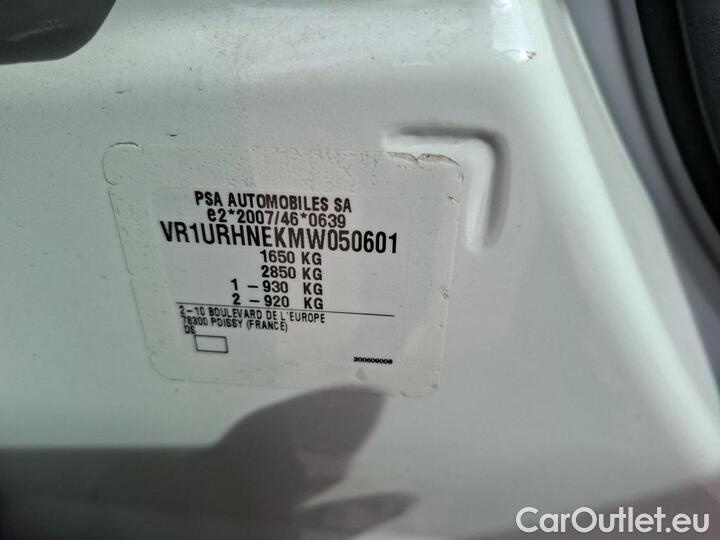 PSA AUTOMOBILES SA
e2*2007/46*0639
VR1URHNEKMW050601
1650 KG
2850 KG
1 -930 KG
2 -920 KG
2-10 BOULEVARD DE L'EUROPE
78300 POISSY (FRANCE)
DS
200609008
CarOutlet.eu